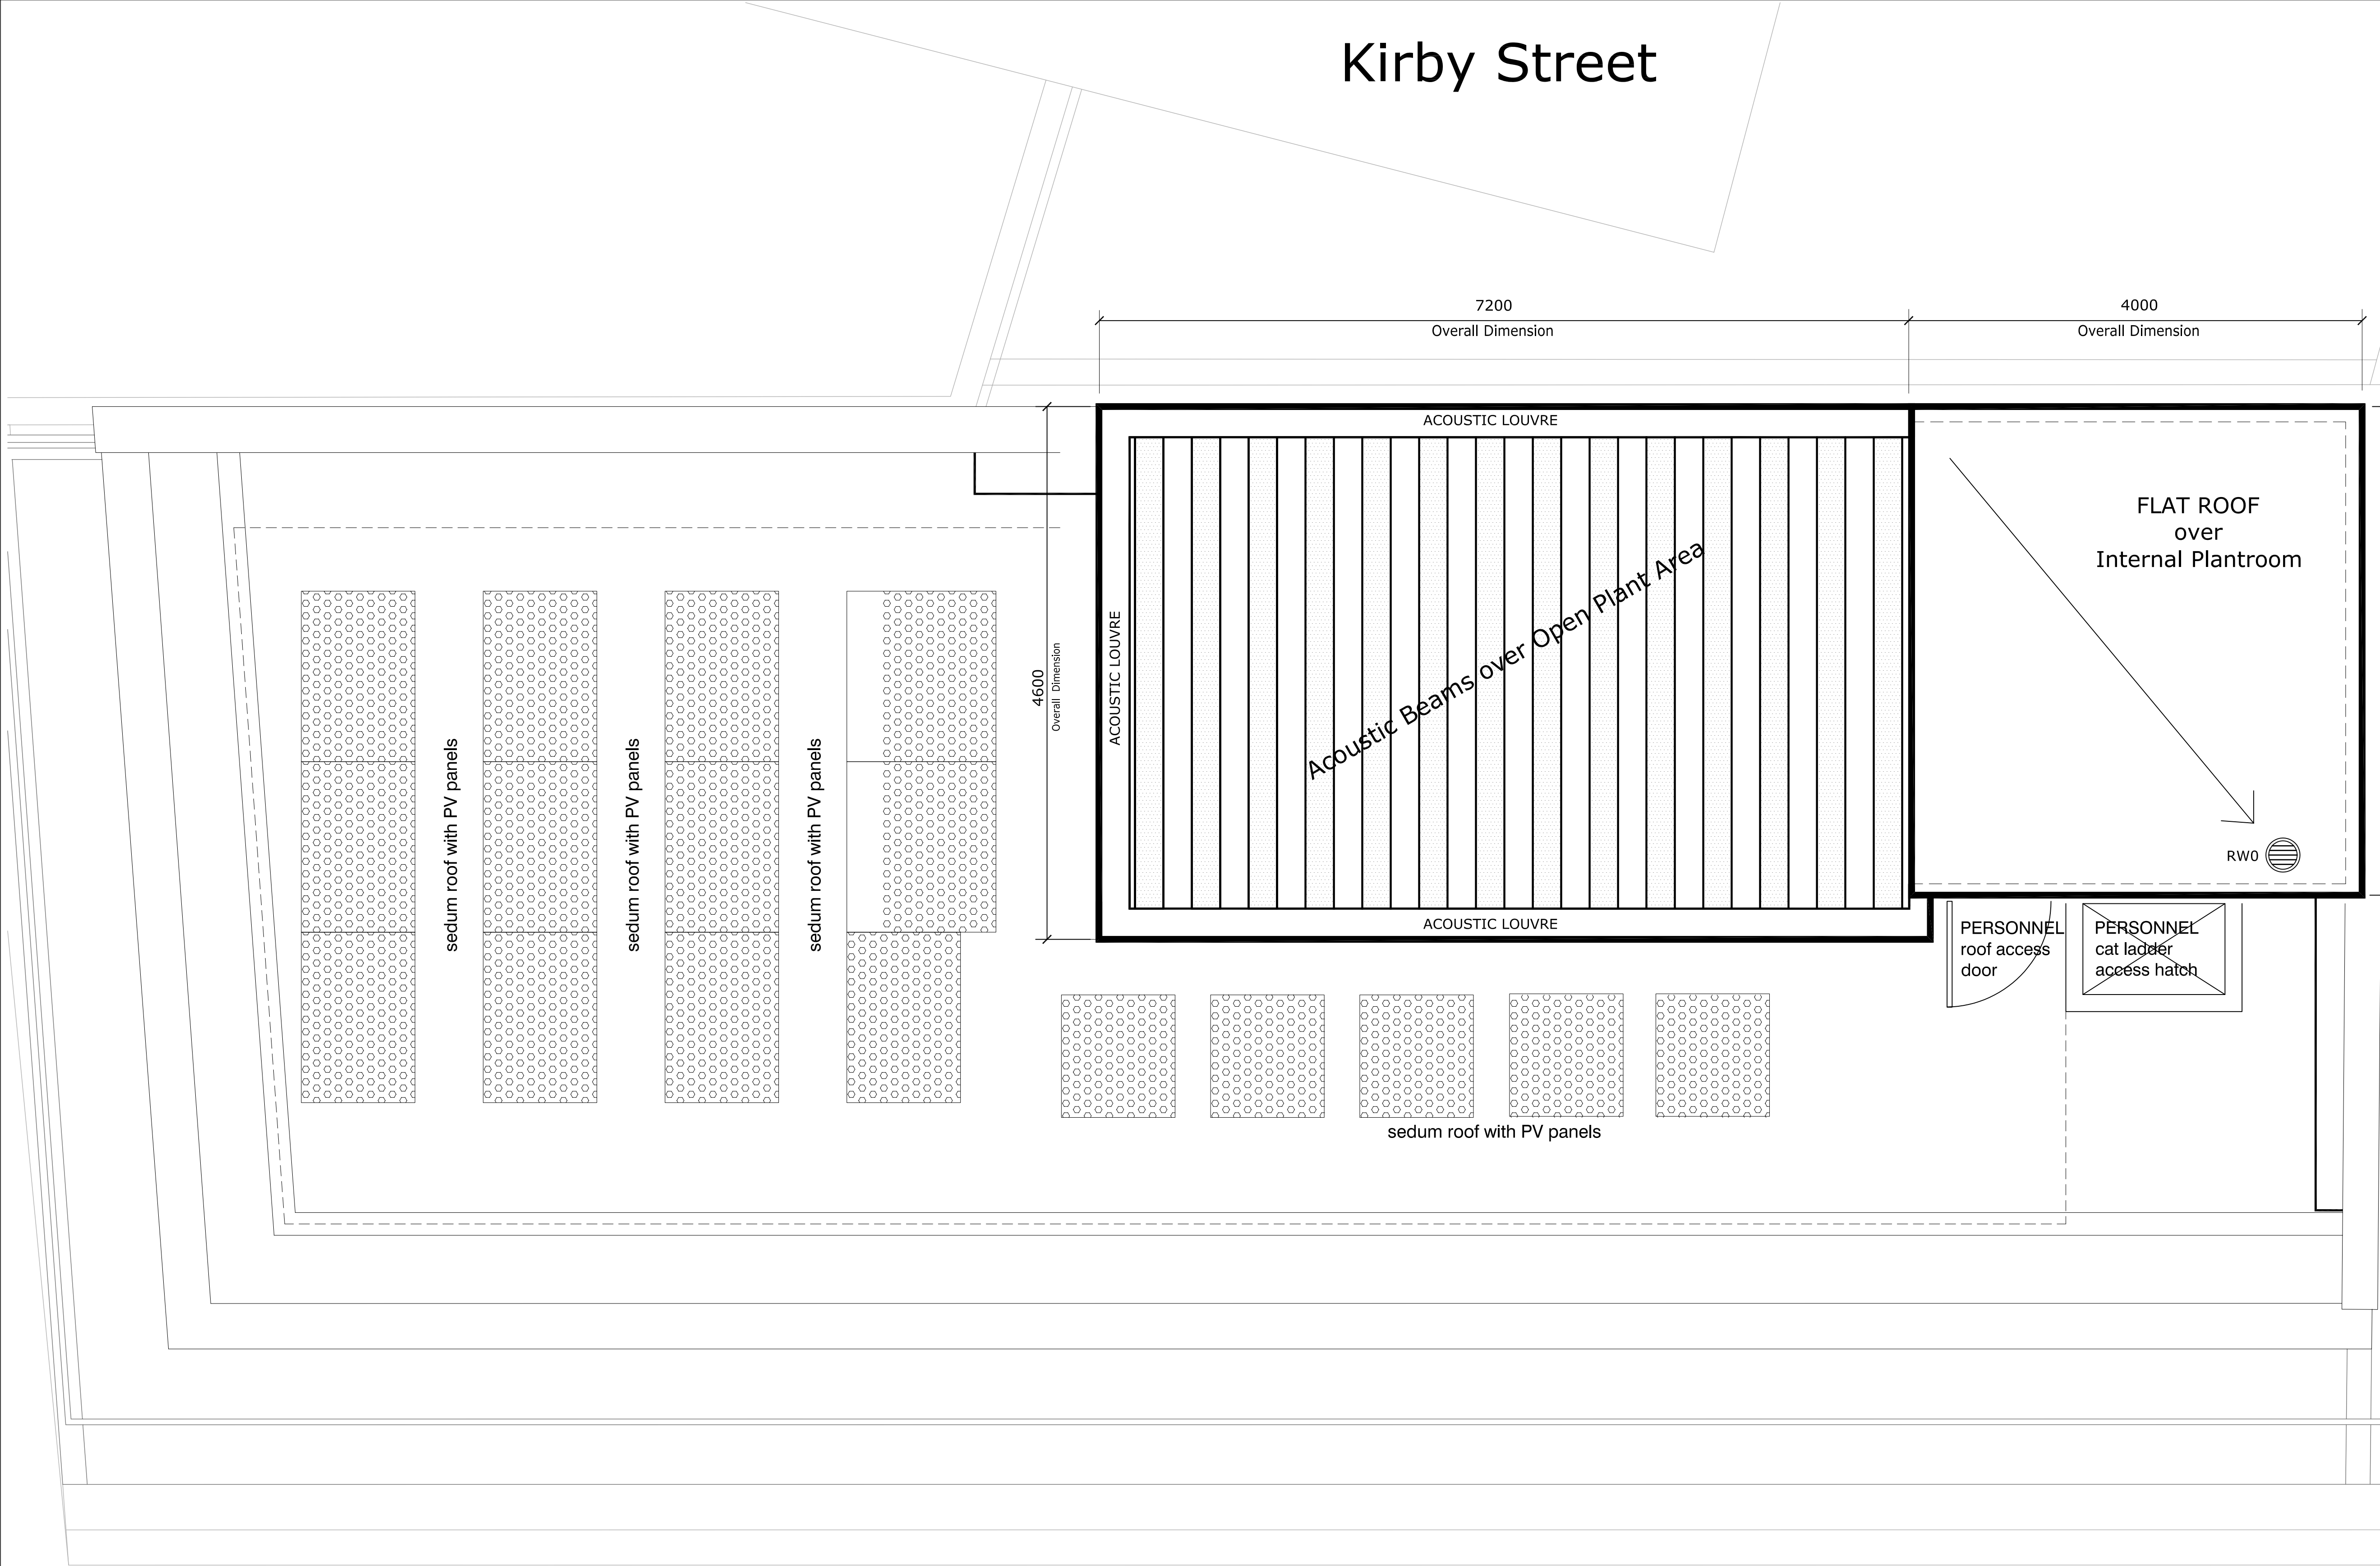 Kirby Street
7200
Overall Dimension
4000
Overall Dimension
ACOUSTIC LOUVRE
FLAT ROOF
over
Internal Plantroom
Acoustic Beams over Open Plant Area
ACOUSTIC LOUVRE
4600
Overall Dimension
sedum roof with PV panels
sedum roof with PV panels
sedum roof with PV panels
RW0
ACOUSTIC LOUVRE
PERSONNEL
roof access
door
PERSONNEL
cat ladder
access hatch
sedum roof with PV panels